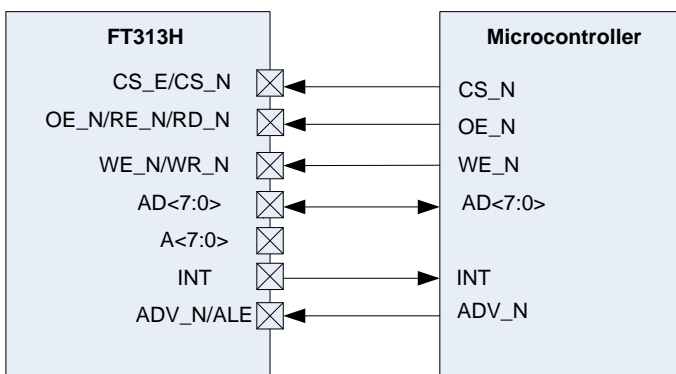 FT313H
CS_E/CS_N
OE_N/RE_N/RD_N
WE_N/WR_N
AD<7:0>
A<7:0>
INT
ADV_N/ALE
Microcontroller
CS_N
OE_N
WE_N
AD<7:0>
INT
ADV_N